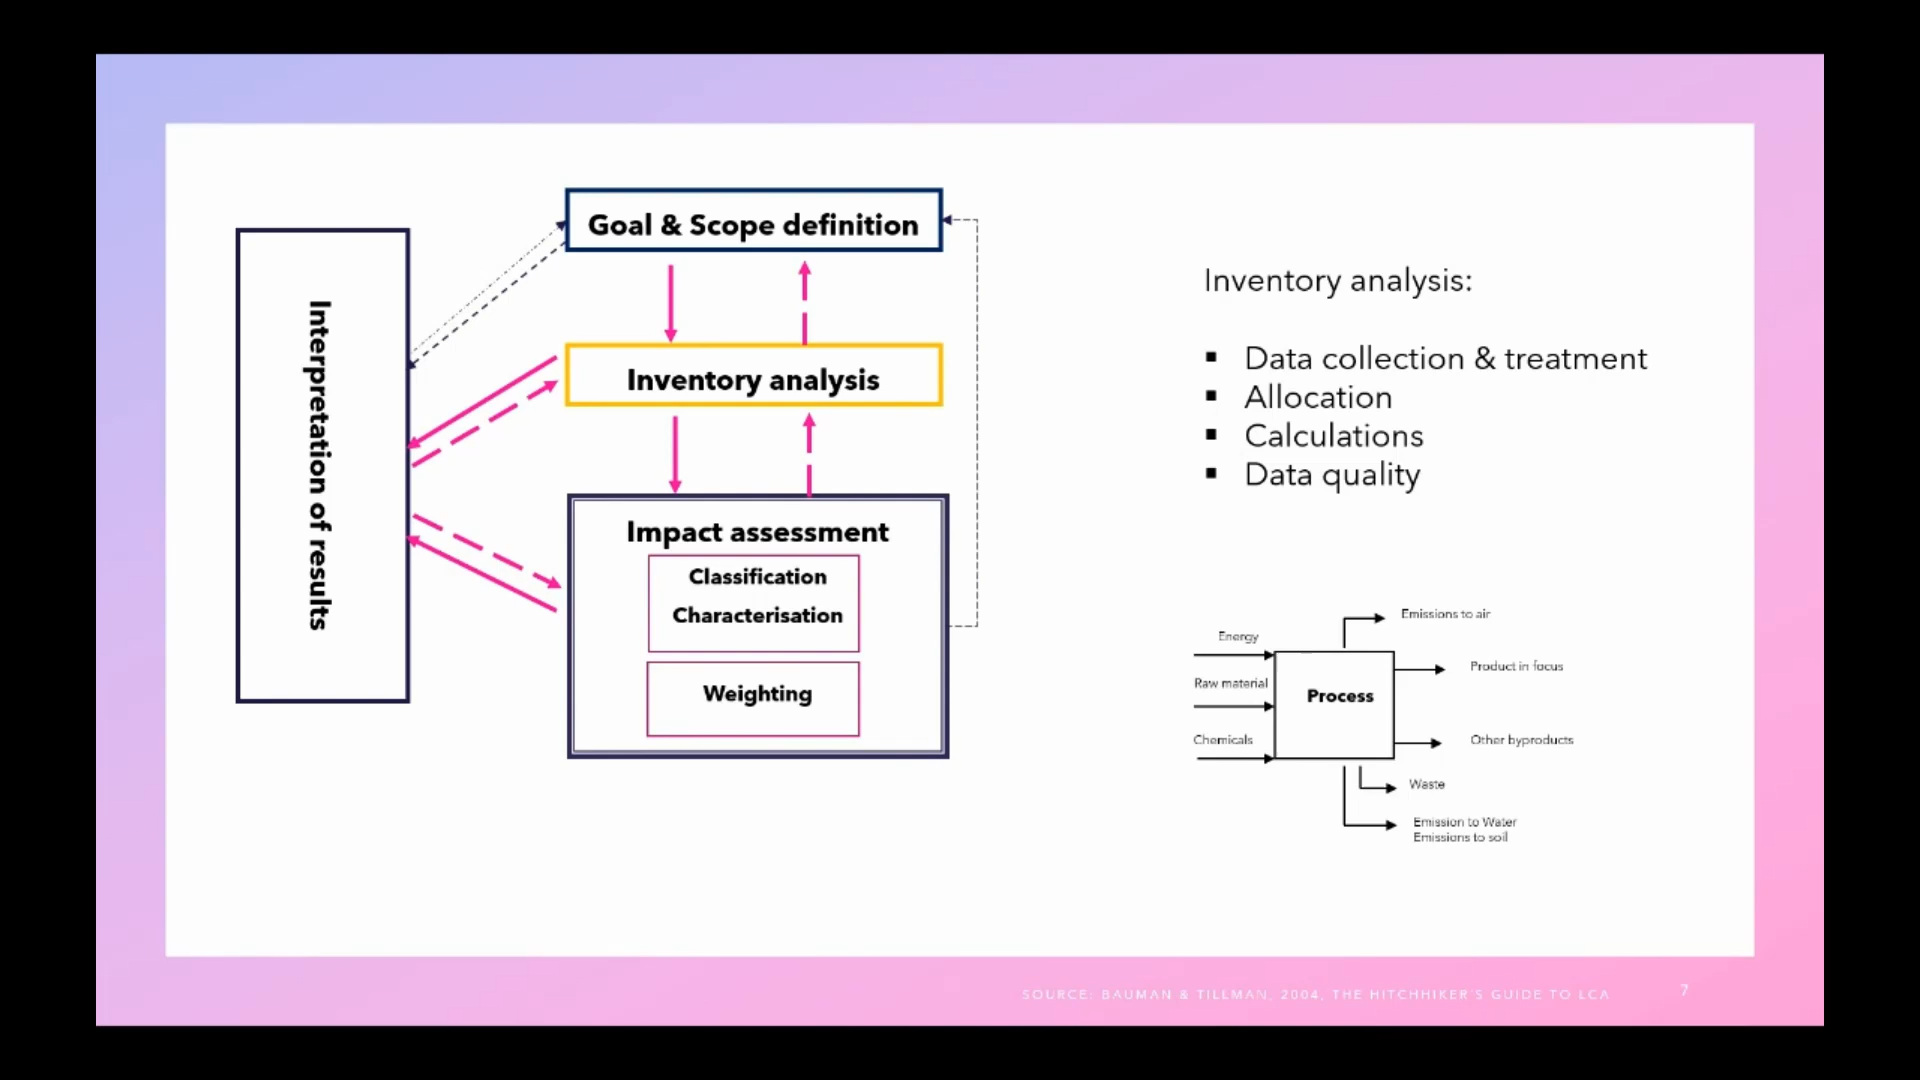 Goal & Scope definition
Interpretation of results
Inventory analysis
Impact assessment
Classification
Characterisation
Weighting
Inventory analysis:
Data collection & treatment
Allocation
Calculations
Data quality
Emissions to air
Energy
Product in focus
Raw material
Process
Chemicals
Other byproducts
Waste
Emission to Water
Emissions to soil
SOURCE: BAUMAN & TILLMAN, 2004, THE HITCHHIKER'S GUIDE TO LCA
7